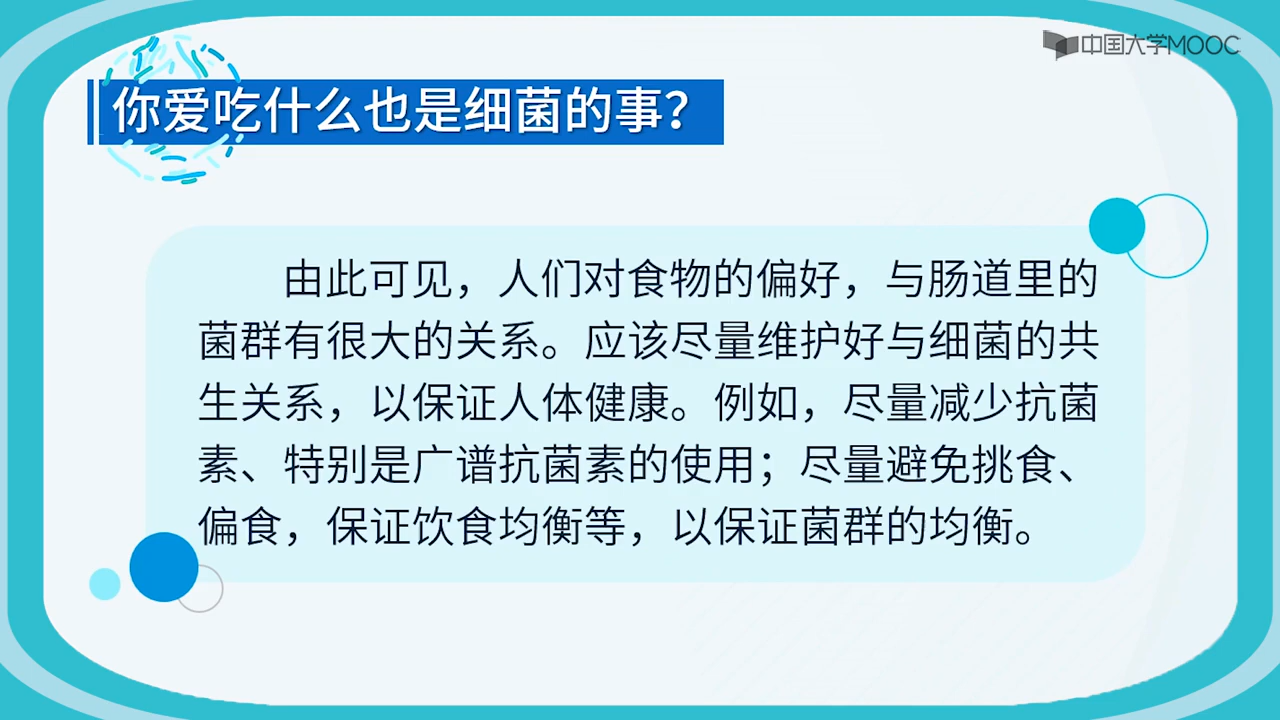 中国大学MOOC
你爱吃什么也是细菌的事？
由此可见，人们对食物的偏好，与肠道里的
菌群有很大的关系。应该尽量维护好与细菌的共
生关系，以保证人体健康。例如，尽量减少抗菌
素、特别是广谱抗菌素的使用；尽量避免挑食、
偏食，保证饮食均衡等，以保证菌群的均衡。